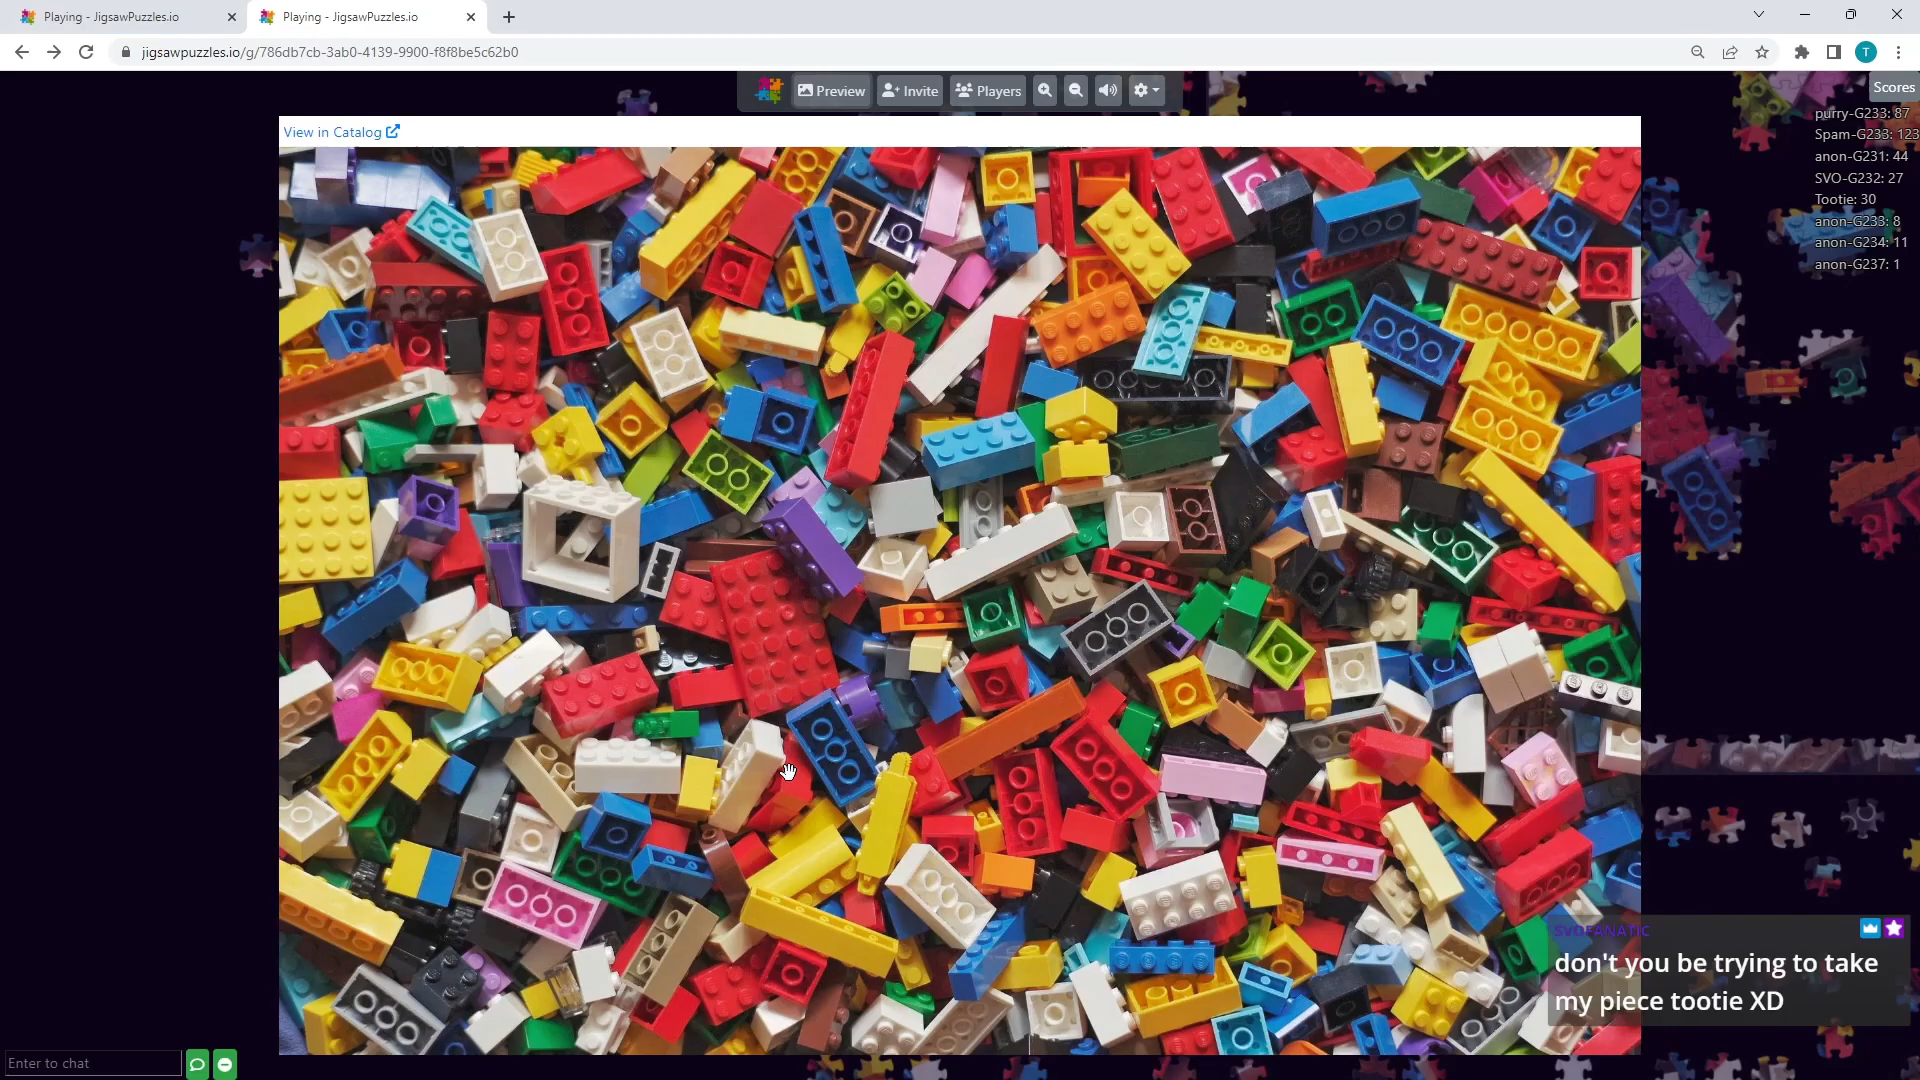 Playing - JigsawPuzzles.io
Playing - JigsawPuzzles.io
jigsawpuzzles.io/g/786db7cb-3ab0-4139-9900-f8f8be5c62b0
T
Preview
Invite
Players
Scores
View in Catalog
purry-G233: 87
Spam-G233: 123
anon-G231: 44
SVO-G232: 27
Tootie: 30
anon-G233: 8
anon-G234: 11
anon-G237: 1
SVOFANATIC
don't you be trying to take
my piece tootie XD
Enter to chat